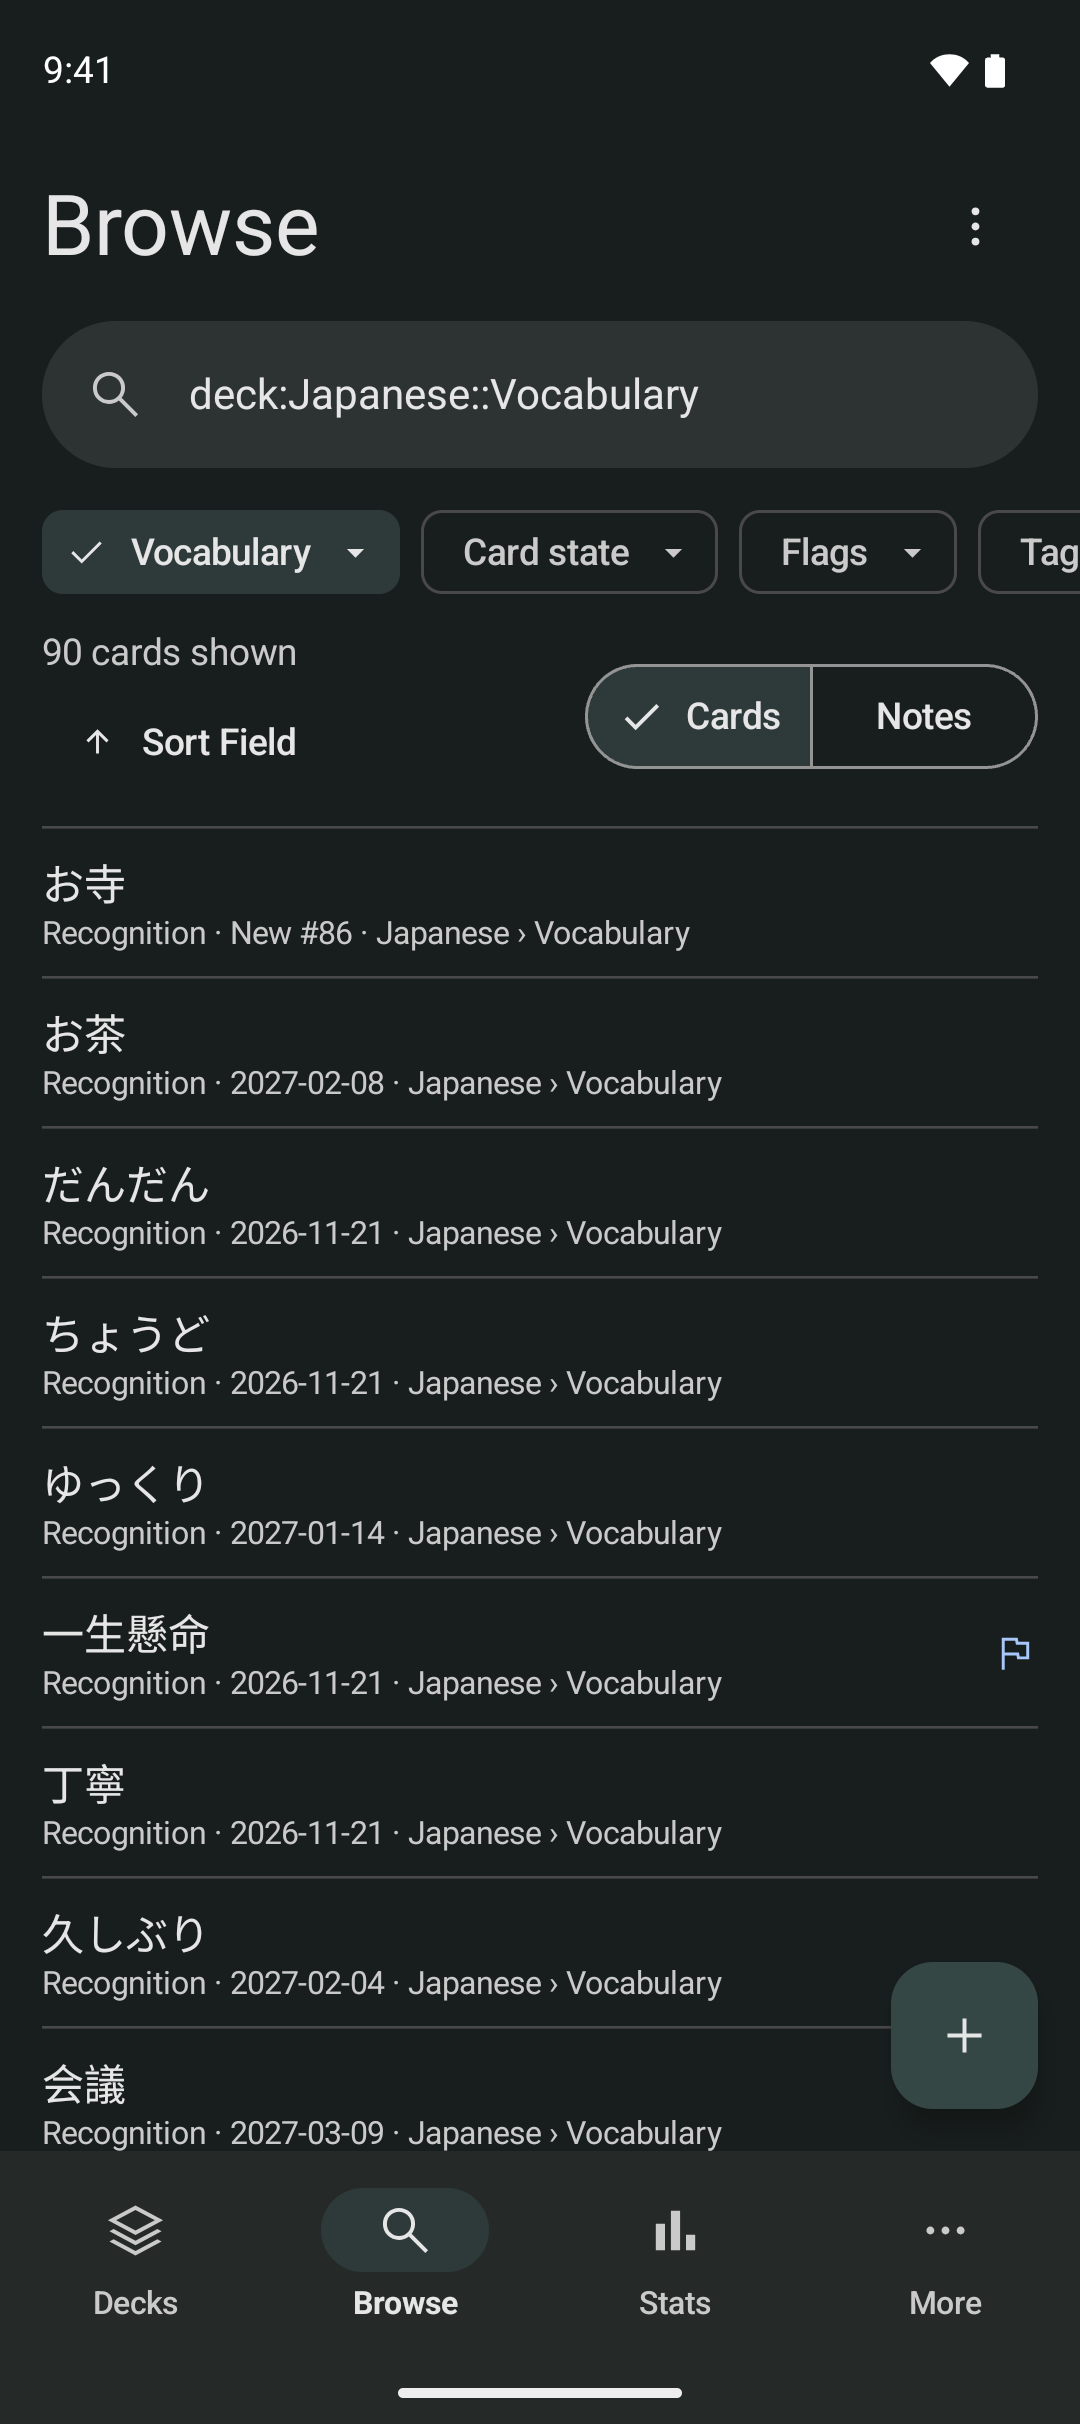 9:41
Browse
deck:Japanese::Vocabulary
Vocabulary
Card state
Flags
Tag
90 cards shown
Sort Field
Cards
Notes
お寺
Recognition · New #86 · Japanese › Vocabulary
お茶
Recognition · 2027-02-08 · Japanese › Vocabulary
だんだん
Recognition · 2026-11-21 · Japanese › Vocabulary
ちょうど
Recognition · 2026-11-21 · Japanese › Vocabulary
ゆっくり
Recognition · 2027-01-14 · Japanese › Vocabulary
一生懸命
Recognition · 2026-11-21 · Japanese › Vocabulary
丁寧
Recognition · 2026-11-21 · Japanese › Vocabulary
久しぶり
Recognition · 2027-02-04 · Japanese › Vocabulary
会議
Recognition · 2027-03-09 · Japanese › Vocabulary
Decks
Browse
Stats
More